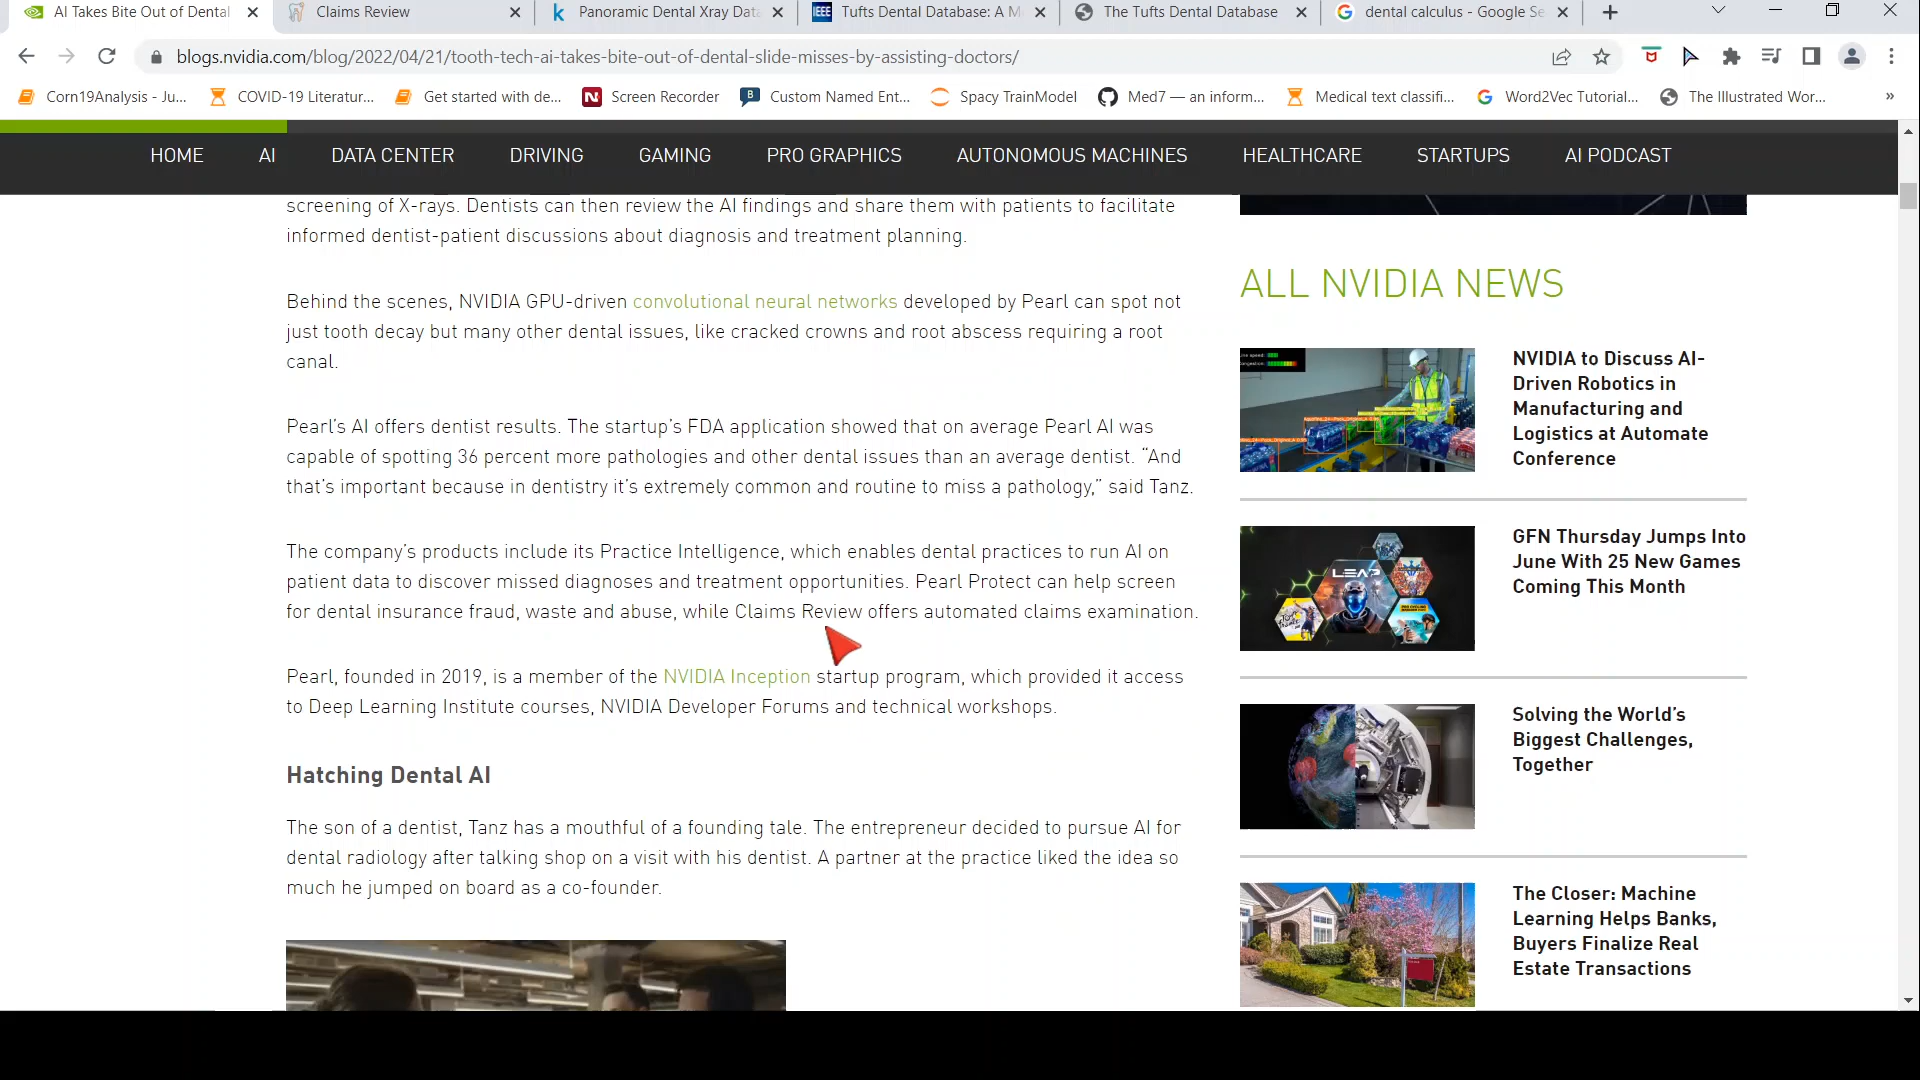 AI Takes Bite Out of Dental
Claims Review
Panoramic Dental Xray Data
Tufts Dental Database: A M
The Tufts Dental Database
dental calculus - Google Se
blogs.nvidia.com/blog/2022/04/21/tooth-tech-ai-takes-bite-out-of-dental-slide-misses-by-assisting-doctors/
Corn19Analysis - Ju...
COVID-19 Literatur...
Get started with de...
Screen Recorder
Custom Named Ent...
Spacy TrainModel
Med7 — an inform...
Medical text classifi...
Word2Vec Tutorial...
The Illustrated Wor...
HOME AI DATA CENTER DRIVING GAMING PRO GRAPHICS AUTONOMOUS MACHINES HEALTHCARE STARTUPS AI PODCAST
screening of X-rays. Dentists can then review the AI findings and share them with patients to facilitate
informed dentist-patient discussions about diagnosis and treatment planning.
Behind the scenes, NVIDIA GPU-driven convolutional neural networks developed by Pearl can spot not
just tooth decay but many other dental issues, like cracked crowns and root abscess requiring a root
canal.
Pearl's AI offers dentist results. The startup's FDA application showed that on average Pearl AI was
capable of spotting 36 percent more pathologies and other dental issues than an average dentist. “And
that's important because in dentistry it's extremely common and routine to miss a pathology,” said Tanz.
The company's products include its Practice Intelligence, which enables dental practices to run AI on
patient data to discover missed diagnoses and treatment opportunities. Pearl Protect can help screen
for dental insurance fraud, waste and abuse, while Claims Review offers automated claims examination.
Pearl, founded in 2019, is a member of the NVIDIA Inception startup program, which provided it access
to Deep Learning Institute courses, NVIDIA Developer Forums and technical workshops.
Hatching Dental AI
The son of a dentist, Tanz has a mouthful of a founding tale. The entrepreneur decided to pursue AI for
dental radiology after talking shop on a visit with his dentist. A partner at the practice liked the idea so
much he jumped on board as a co-founder.
ALL NVIDIA NEWS
NVIDIA to Discuss AI-
Driven Robotics in
Manufacturing and
Logistics at Automate
Conference
LEAP
GFN Thursday Jumps Into
June With 25 New Games
Coming This Month
Solving the World's
Biggest Challenges,
Together
The Closer: Machine
Learning Helps Banks,
Buyers Finalize Real
Estate Transactions